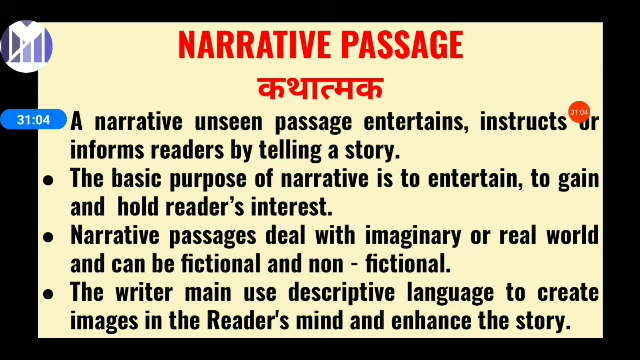 NARRATIVE PASSAGE
कथात्मक
31:04
31:04
A narrative unseen passage entertains, instructs or
informs readers by telling a story.
● The basic purpose of narrative is to entertain, to gain
and hold reader's interest.
● Narrative passages deal with imaginary or real world
and can be fictional and non - fictional.
● The writer main use descriptive language to create
images in the Reader's mind and enhance the story.